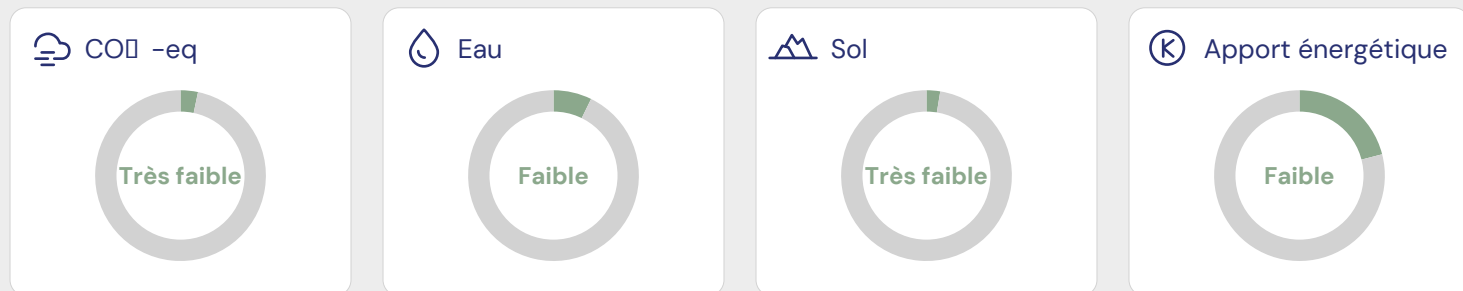 CO▯ -eq
Très faible
Eau
Faible
Sol
Très faible
Apport énergétique
Faible